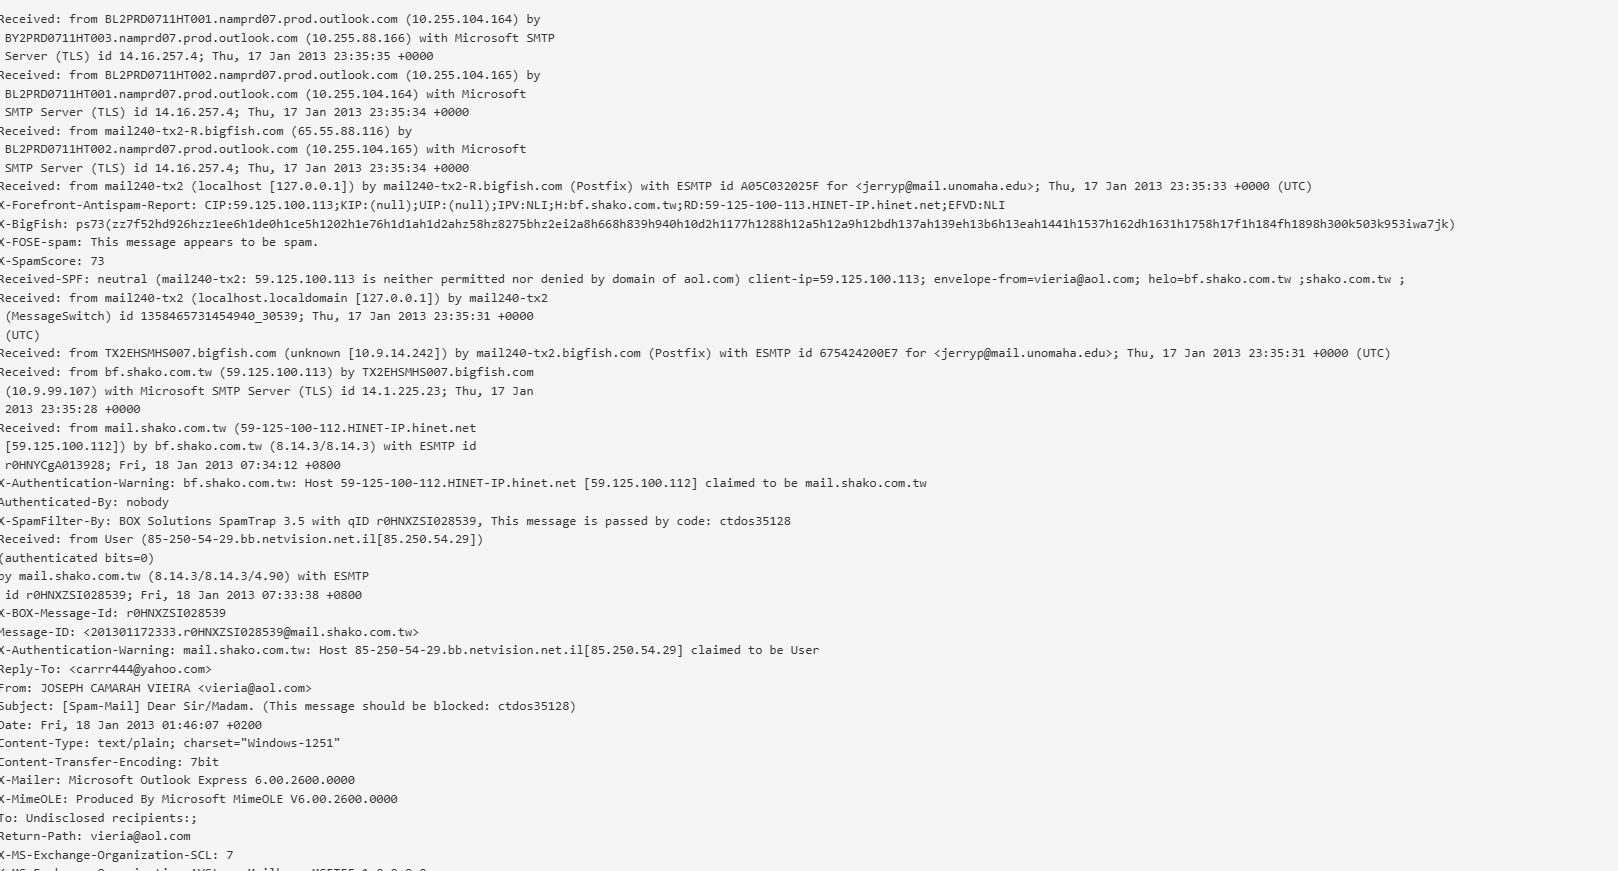 Received: from BL2PRD0711HT001.namprd07.prod.outlook.com (10.255.104.164) by
BY2PRD0711HT003.namprd07.prod.outlook.com (10.255.88.166) with Microsoft SMTP
Server (TLS) id 14.16.257.4; Thu, 17 Jan 2013 23:35:35 +0000
Received: from BL2PRD0711HT002.namprd07.prod.outlook.com (10.255.104.165) by
BL2PRD0711HT001.namprd07.prod.outlook.com (10.255.104.164) with Microsoft
SMTP Server (TLS) id 14.16.257.4; Thu, 17 Jan 2013 23:35:34 +0000
Received: from mail240-tx2-R.bigfish.com (65.55.88.116) by
BL2PRD0711HT002.namprd07.prod.outlook.com (10.255.104.165) with Microsoft
SMTP Server (TLS) id 14.16.257.4; Thu, 17 Jan 2013 23:35:34 +0000
Received: from mail240-tx2 (localhost [127.0.0.1]) by mail240-tx2-R.bigfish.com (Postfix) with ESMTP id A05C032025F for <jerryp@mail.unomaha.edu>; Thu, 17 Jan 2013 23:35:33 +0000 (UTC)
X-Forefront-Antispam-Report: CIP:59.125.100.113;KIP:(null);UIP:(null);IPV:NLI;H:bf.shako.com.tw;RD:59-125-100-113.HINET-IP.hinet.net;EFVD:NLI
X-BigFish: ps73(zz7f52hd926hzz1ee6h1de0h1ce5h1202h1e76h1d1ah1d2ahz58hz8275bhz2ei2a8h668h839h940h10d2h1177h1288h12a5h12a9h12bdh137ah139eh13b6h13eah1441h1537h162dh1631h1758h17f1h184fh1898h300k503k953iwa7jk)
X-FOSE-spam: This message appears to be spam.
X-SpamScore: 73
Received-SPF: neutral (mail240-tx2: 59.125.100.113 is neither permitted nor denied by domain of aol.com) client-ip=59.125.100.113; envelope-from=vieria@aol.com; helo=bf.shako.com.tw ;shako.com.tw ;
Received: from mail240-tx2 (localhost.localdomain [127.0.0.1]) by mail240-tx2
(MessageSwitch) id 1358465731454940_30539; Thu, 17 Jan 2013 23:35:31 +0000
(UTC)
Received: from TX2EHSMHS007.bigfish.com (unknown [10.9.14.242]) by mail240-tx2.bigfish.com (Postfix) with ESMTP id 675424200E7 for <jerryp@mail.unomaha.edu>; Thu, 17 Jan 2013 23:35:31 +0000 (UTC)
Received: from bf.shako.com.tw (59.125.100.113) by TX2EHSMHS007.bigfish.com
(10.9.99.107) with Microsoft SMTP Server (TLS) id 14.1.225.23; Thu, 17 Jan
2013 23:35:28 +0000
Received: from mail.shako.com.tw (59-125-100-112.HINET-IP.hinet.net
[59.125.100.112]) by bf.shako.com.tw (8.14.3/8.14.3) with ESMTP id
r0HNYCgA013928; Fri, 18 Jan 2013 07:34:12 +0800
X-Authentication-Warning: bf.shako.com.tw: Host 59-125-100-112.HINET-IP.hinet.net [59.125.100.112] claimed to be mail.shako.com.tw
Authenticated-By: nobody
X-SpamFilter-By: BOX Solutions SpamTrap 3.5 with qID r0HNXZSI028539, This message is passed by code: ctdos35128
Received: from User (85-250-54-29.bb.netvision.net.il[85.250.54.29])
(authenticated bits=0)
by mail.shako.com.tw (8.14.3/8.14.3/4.90) with ESMTP
id r0HNXZSI028539; Fri, 18 Jan 2013 07:33:38 +0800
X-BOX-Message-Id: r0HNXZSI028539
Message-ID: <201301172333.r0HNXZSI028539@mail.shako.com.tw>
X-Authentication-Warning: mail.shako.com.tw: Host 85-250-54-29.bb.netvision.net.il[85.250.54.29] claimed to be User
Reply-To: <carrr444@yahoo.com>
From: JOSEPH CAMARAH VIEIRA <vieria@aol.com>
Subject: [Spam-Mail] Dear Sir/Madam. (This message should be blocked: ctdos35128)
Date: Fri, 18 Jan 2013 01:46:07 +0200
Content-Type: text/plain; charset="Windows-1251"
Content-Transfer-Encoding: 7bit
X-Mailer: Microsoft Outlook Express 6.00.2600.0000
X-MimeOLE: Produced By Microsoft MimeOLE V6.00.2600.0000
To: Undisclosed recipients:;
Return-Path: vieria@aol.com
X-MS-Exchange-Organization-SCL: 7